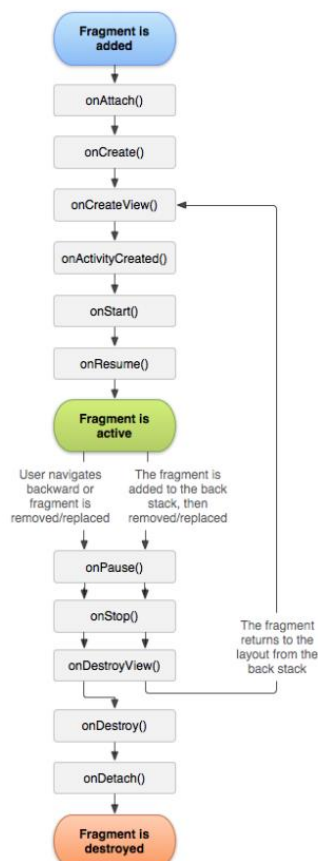 Fragment is
added
onAttach()
onCreate()
onCreateView()
onActivityCreated()
onStart()
onResume()
Fragment is
active
User navigates
backward or
fragment is
removed/replaced
The fragment is
added to the back
stack, then
removed/replaced
onPause()
onStop()
onDestroyView()
The fragment
returns to the
layout from the
back stack
onDestroy()
onDetach()
Fragment is
destroyed